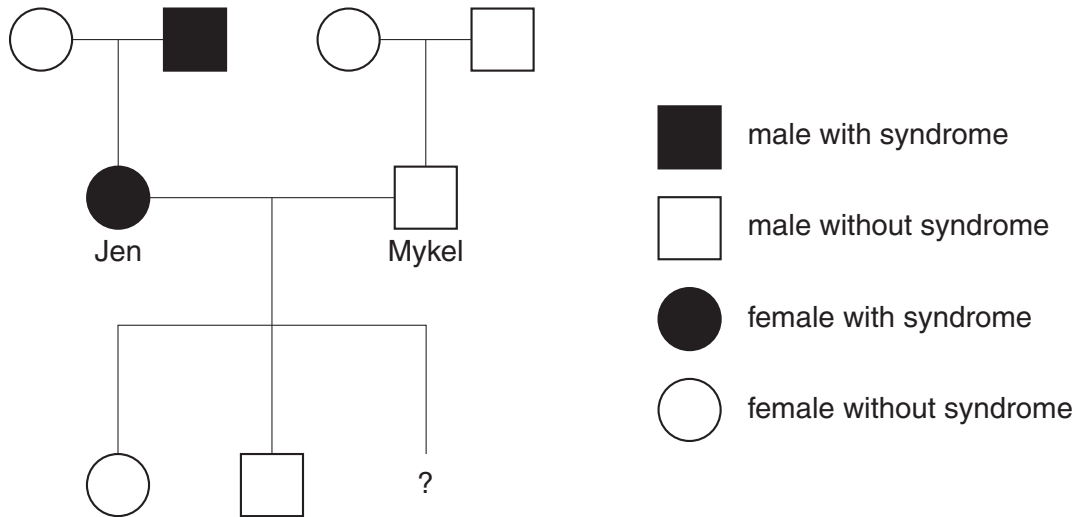 male with syndrome
male without syndrome
Jen
Mykel
female with syndrome
female without syndrome
?